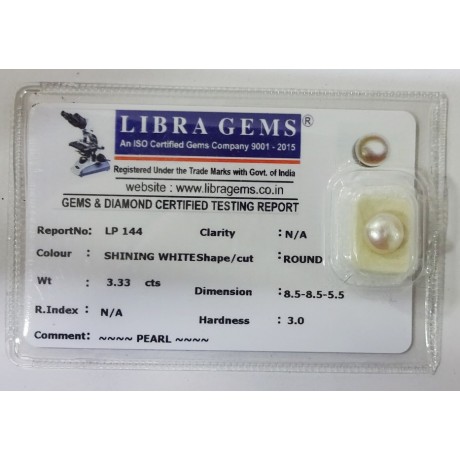 LIBRA GEMS ®
An ISO Certified Gems Company 9001 - 2015
Registered Under the Trade Marks with Govt. of India
website : www.libragems.co.in
GEMS & DIAMOND CERTIFIED TESTING REPORT
ReportNo: LP 144 Clarity : N/A
Colour : SHINING WHITE Shape/cut : ROUND
Wt : 3.33 cts Dimension : 8.5-8.5-5.5
R.Index : N/A Hardness : 3.0
Comment: ~~~~ PEARL ~~~~